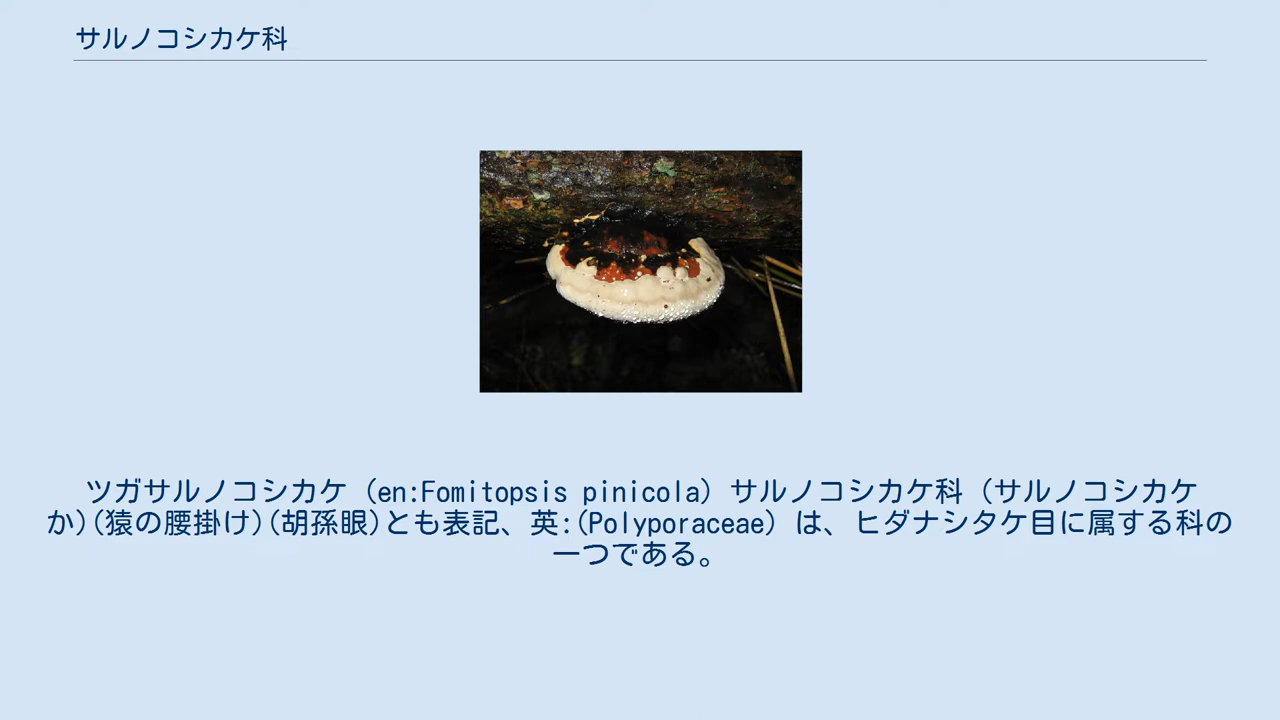 サルノコシカケ科
ツガサルノコシカケ (en:Fomitopsis pinicola) サルノコシカケ科 (サルノコシカケ
か)(猿の腰掛け)(胡孫眼)とも表記、英:(Polyporaceae) は、ヒダナシタケ目に属する科の
一つである。